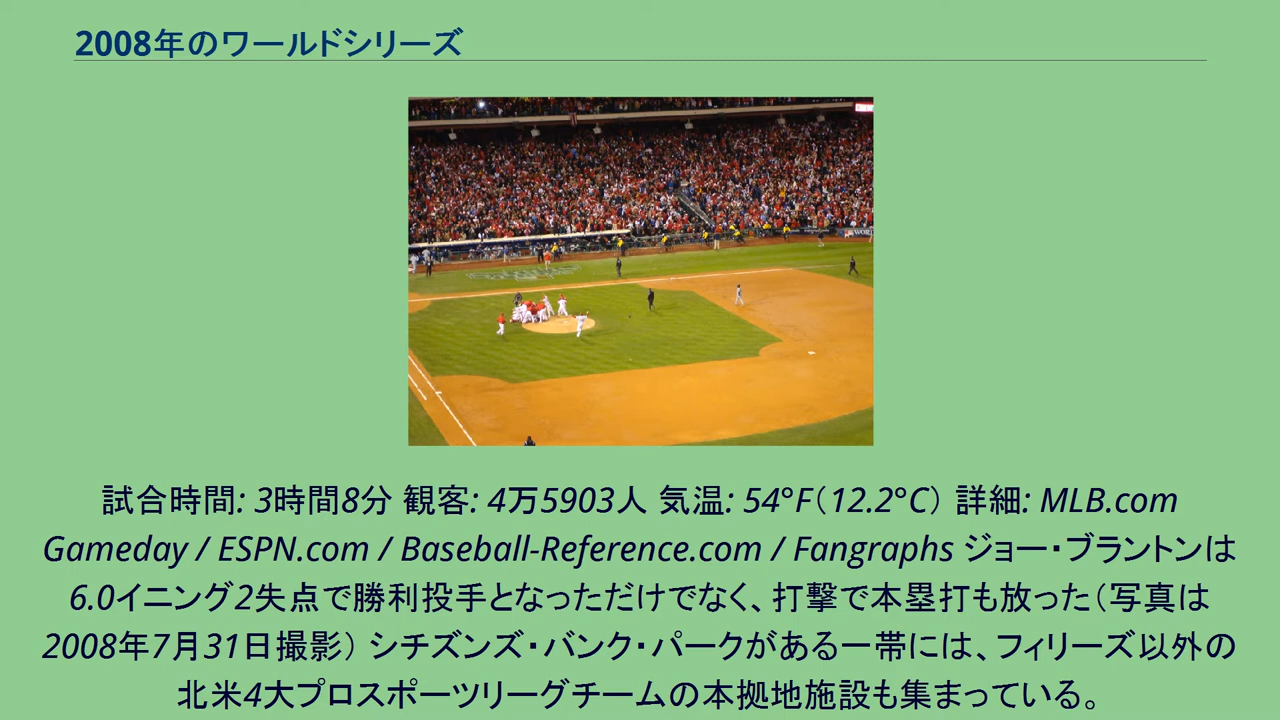 2008年のワールドシリーズ
試合時間: 3時間8分 観客: 4万5903人 気温: 54°F（12.2°C） 詳細: MLB.com
Gameday / ESPN.com / Baseball-Reference.com / Fangraphs ジョー・ブラントンは
6.0イニング2失点で勝利投手となっただけでなく、打撃で本塁打も放った（写真は
2008年7月31日撮影） シチズンズ・バンク・パークがある一帯には、フィリーズ以外の
北米4大プロスポーツリーグチームの本拠地施設も集まっている。